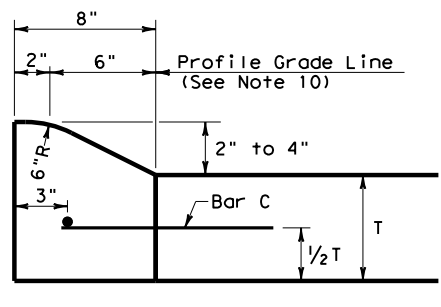 8"
2" 6" Profile Grade Line
(See Note 10)
6"R
2" to 4"
3"
Bar C
T
½T